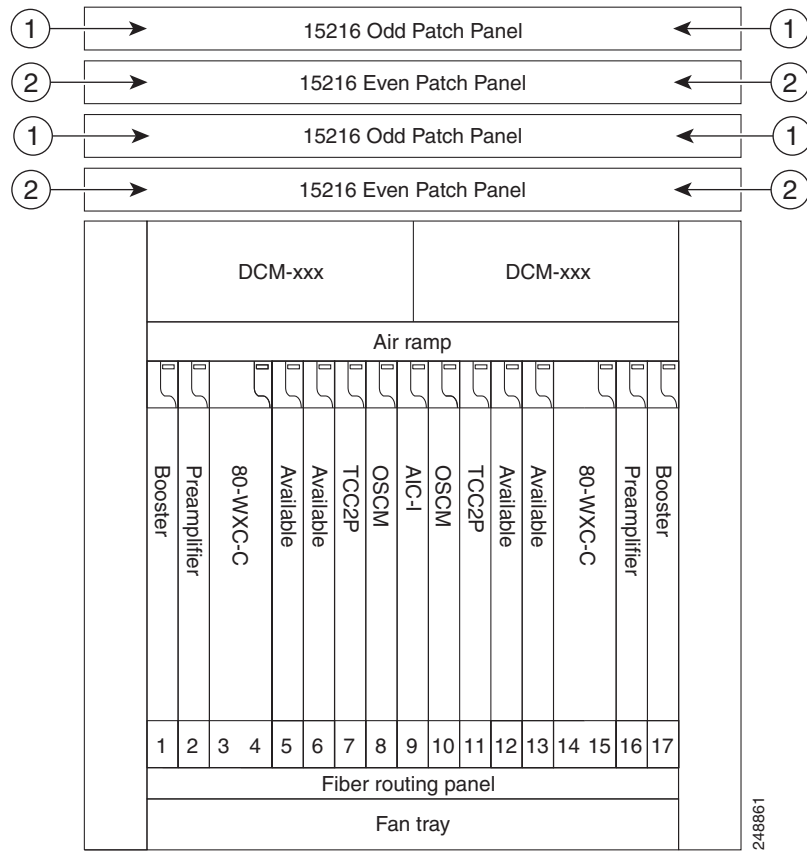 1 15216 Odd Patch Panel 1
2 15216 Even Patch Panel 2
1 15216 Odd Patch Panel 1
2 15216 Even Patch Panel 2
DCM-xxx DCM-xxx
Air ramp
Booster
Preamplifier
80-WXC-C
Available
Available
TCC2P
OSCM
AIC-I
OSCM
TCC2P
Available
Available
80-WXC-C
Preamplifier
Booster
1 2 3 4 5 6 7 8 9 10 11 12 13 14 15 16 17
Fiber routing panel
Fan tray
248861